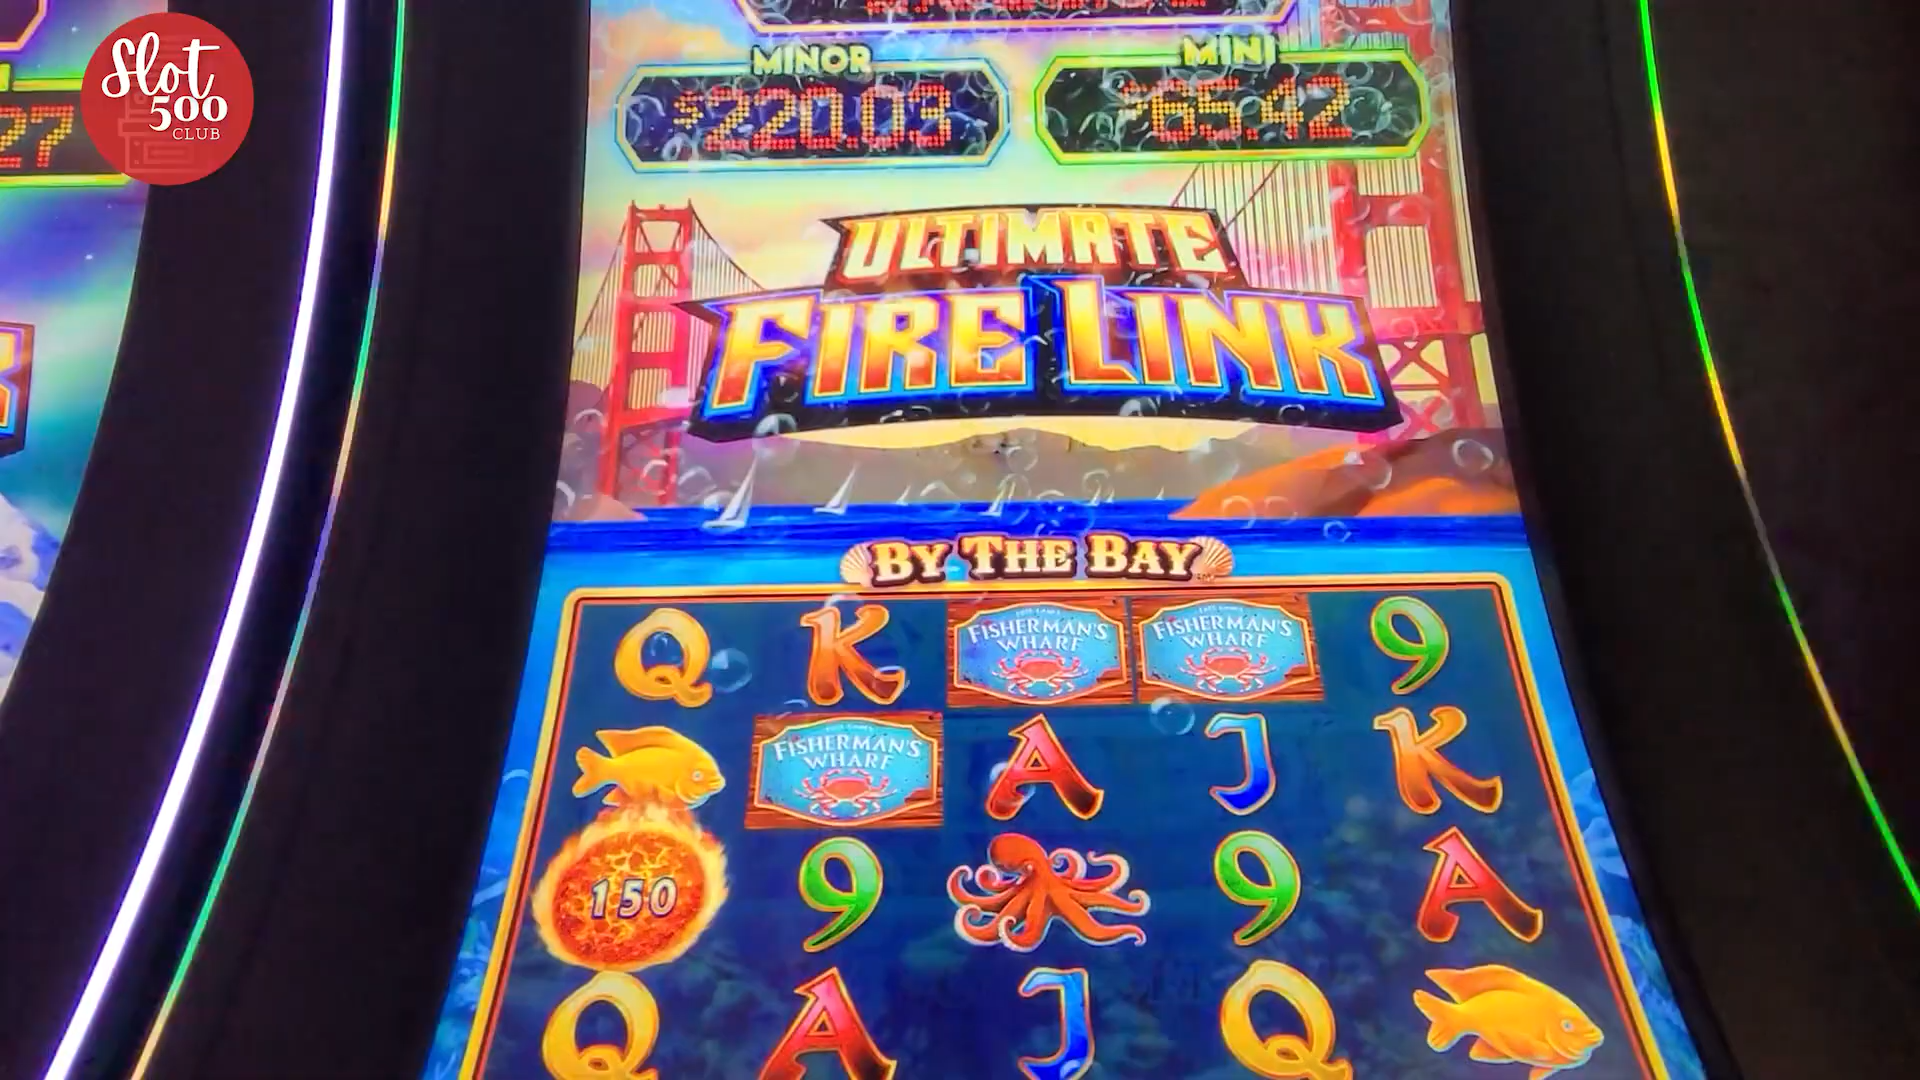 Slot
500
CLUB
27
MINOR
$220.03
MINI
$65.42
ULTIMATE
FIRE LINK
BY THE BAY
Q K FISHERMAN'S WHARF FISHERMAN'S WHARF 9
FISHERMAN'S WHARF A J K
150 9 9 A
Q A J Q